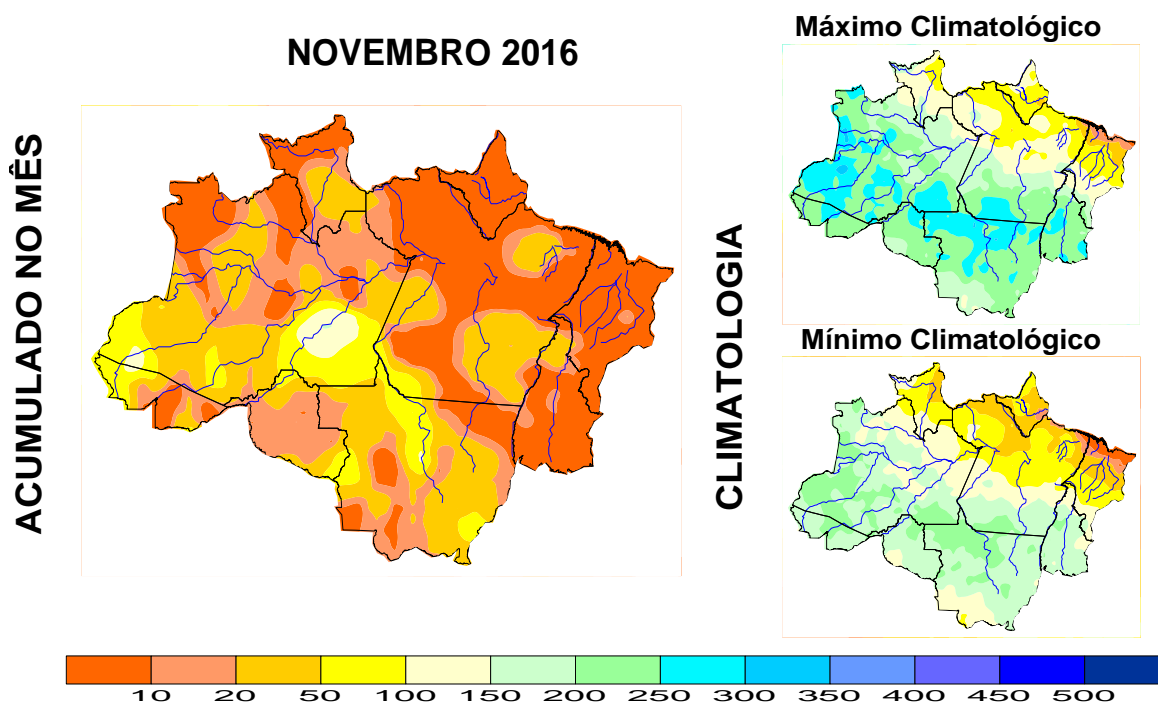 NOVEMBRO 2016
ACUMULADO NO MÊS
Máximo Climatológico
CLIMATOLOGIA
Mínimo Climatológico
10 20 50 100 150 200 250 300 350 400 450 500